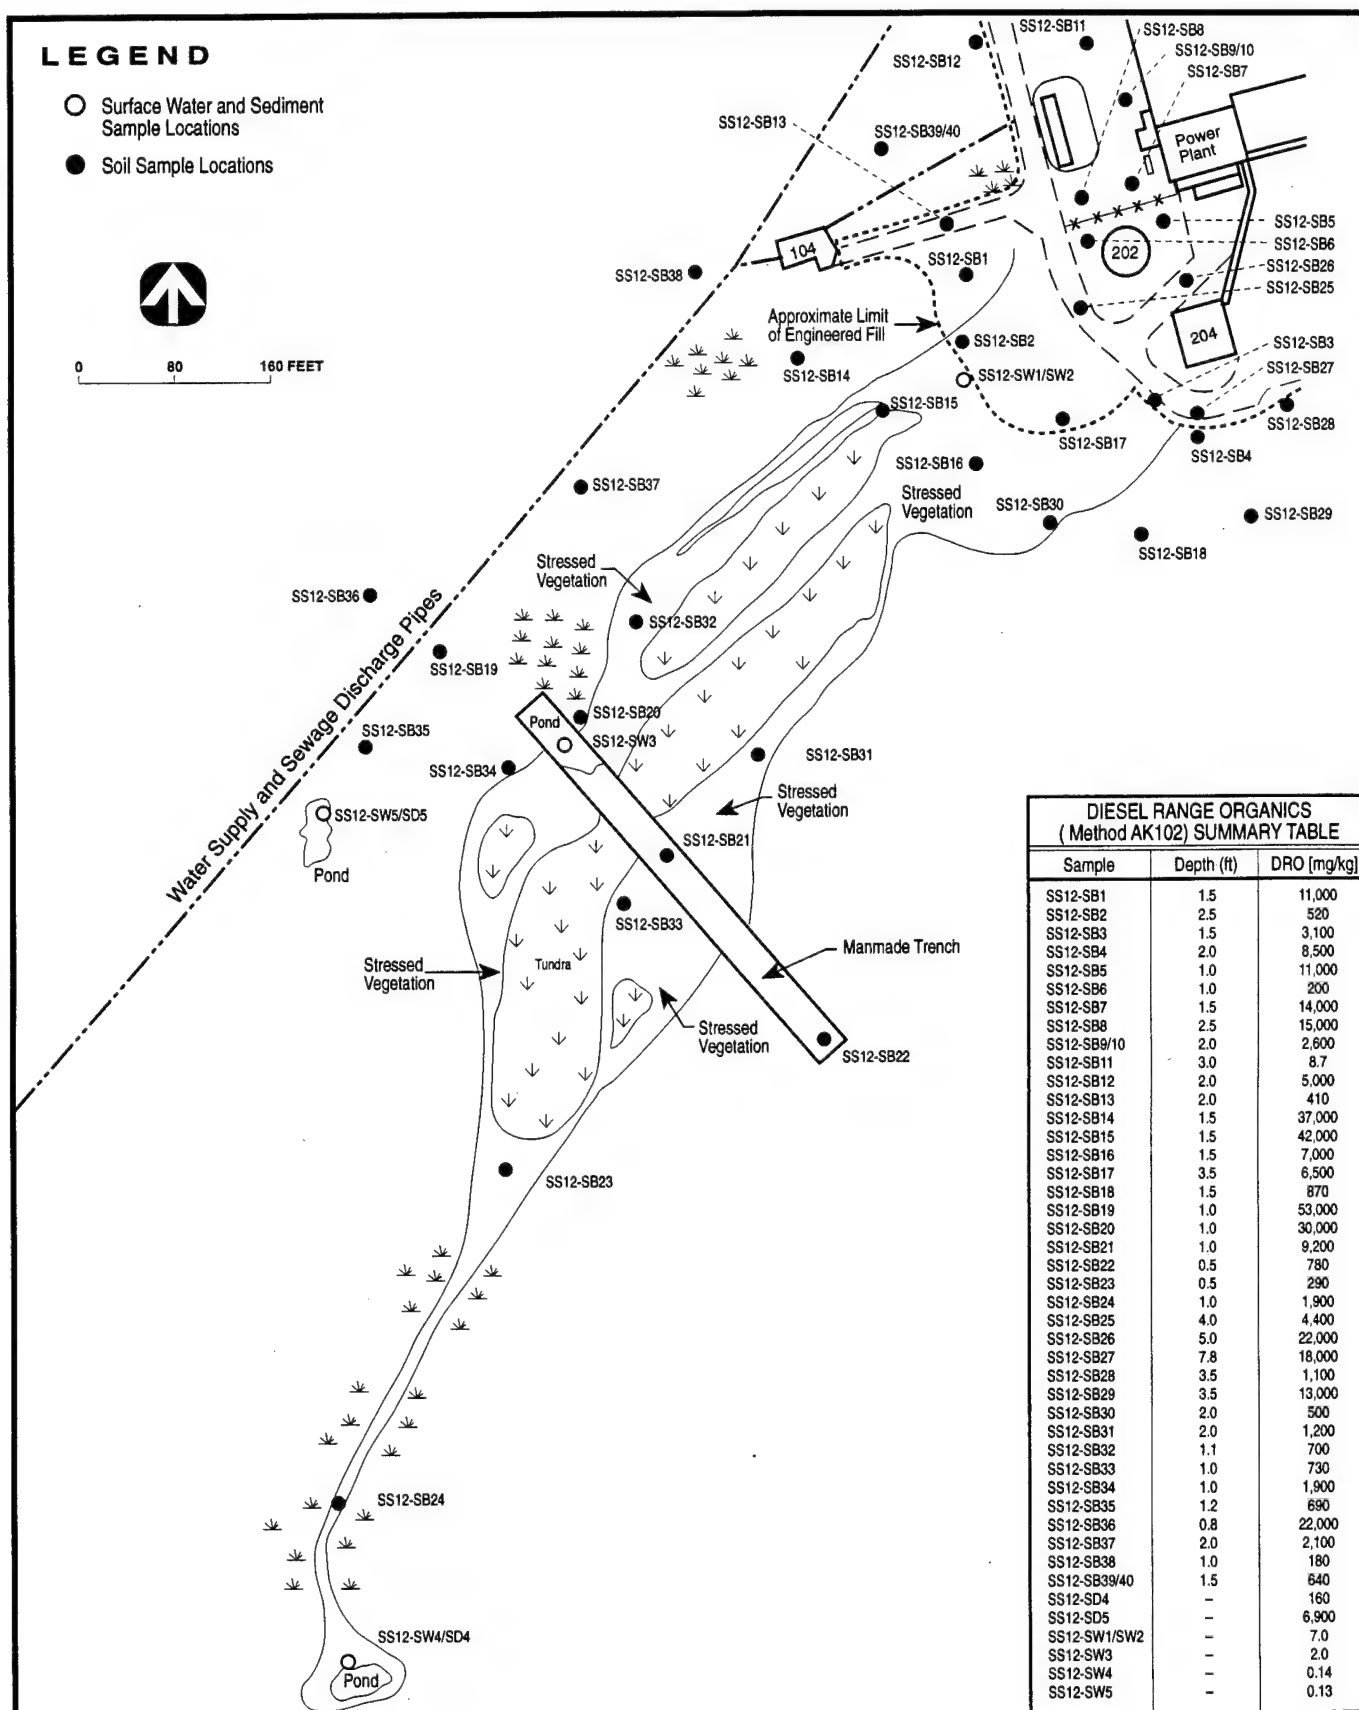 LEGEND
Surface Water and Sediment
Sample Locations
Soil Sample Locations
0 80 160 FEET
SS12-SB11
SS12-SB8
SS12-SB9/10
SS12-SB7
SS12-SB12
SS12-SB13
SS12-SB39/40
Power
Plant
104
SS12-SB1
SS12-SB5
SS12-SB6
202
SS12-SB26
SS12-SB25
SS12-SB38
Approximate Limit
of Engineered Fill
204
SS12-SB3
SS12-SB2
SS12-SB27
SS12-SB14
SS12-SW1/SW2
SS12-SB15
SS12-SB28
SS12-SB17
SS12-SB4
SS12-SB16
SS12-SB37
Stressed
Vegetation
SS12-SB30
SS12-SB29
SS12-SB18
Stressed
Vegetation
SS12-SB36
SS12-SB32
Water Supply and Sewage Discharge Pipes
SS12-SB19
SS12-SB20
Pond
SS12-SW3
SS12-SB35
SS12-SB34
SS12-SB31
Stressed
Vegetation
SS12-SW5/SD5
Pond
SS12-SB21
SS12-SB33
Manmade Trench
Stressed
Vegetation
Tundra
Stressed
Vegetation
SS12-SB22
SS12-SB23
SS12-SB24
SS12-SW4/SD4
Pond
DIESEL RANGE ORGANICS
( Method AK102) SUMMARY TABLE
Sample Depth (ft) DRO [mg/kg]
SS12-SB1 1.5 11,000
SS12-SB2 2.5 520
SS12-SB3 1.5 3,100
SS12-SB4 2.0 8,500
SS12-SB5 1.0 11,000
SS12-SB6 1.0 200
SS12-SB7 1.5 14,000
SS12-SB8 2.5 15,000
SS12-SB9/10 2.0 2,600
SS12-SB11 3.0 8.7
SS12-SB12 2.0 5,000
SS12-SB13 2.0 410
SS12-SB14 1.5 37,000
SS12-SB15 1.5 42,000
SS12-SB16 1.5 7,000
SS12-SB17 3.5 6,500
SS12-SB18 1.5 870
SS12-SB19 1.0 53,000
SS12-SB20 1.0 30,000
SS12-SB21 1.0 9,200
SS12-SB22 0.5 780
SS12-SB23 0.5 290
SS12-SB24 1.0 1,900
SS12-SB25 4.0 4,400
SS12-SB26 5.0 22,000
SS12-SB27 7.8 18,000
SS12-SB28 3.5 1,100
SS12-SB29 3.5 13,000
SS12-SB30 2.0 500
SS12-SB31 2.0 1,200
SS12-SB32 1.1 700
SS12-SB33 1.0 730
SS12-SB34 1.0 1,900
SS12-SB35 1.2 690
SS12-SB36 0.8 22,000
SS12-SB37 2.0 2,100
SS12-SB38 1.0 180
SS12-SB39/40 1.5 640
SS12-SD4 – 160
SS12-SD5 – 6,900
SS12-SW1/SW2 – 7.0
SS12-SW3 – 2.0
SS12-SW4 – 0.14
SS12-SW5 – 0.13